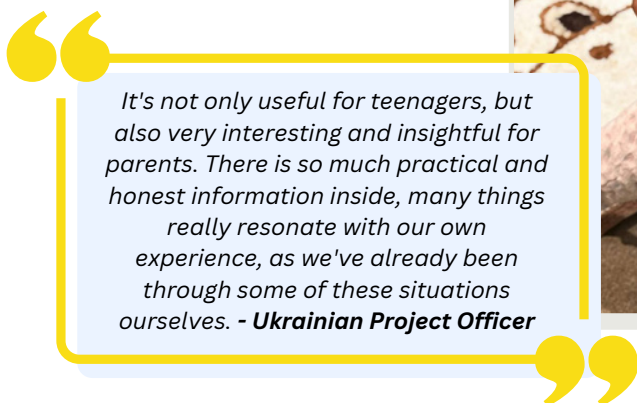 It's not only useful for teenagers, but
also very interesting and insightful for
parents. There is so much practical and
honest information inside, many things
really resonate with our own
experience, as we've already been
through some of these situations
ourselves. - Ukrainian Project Officer